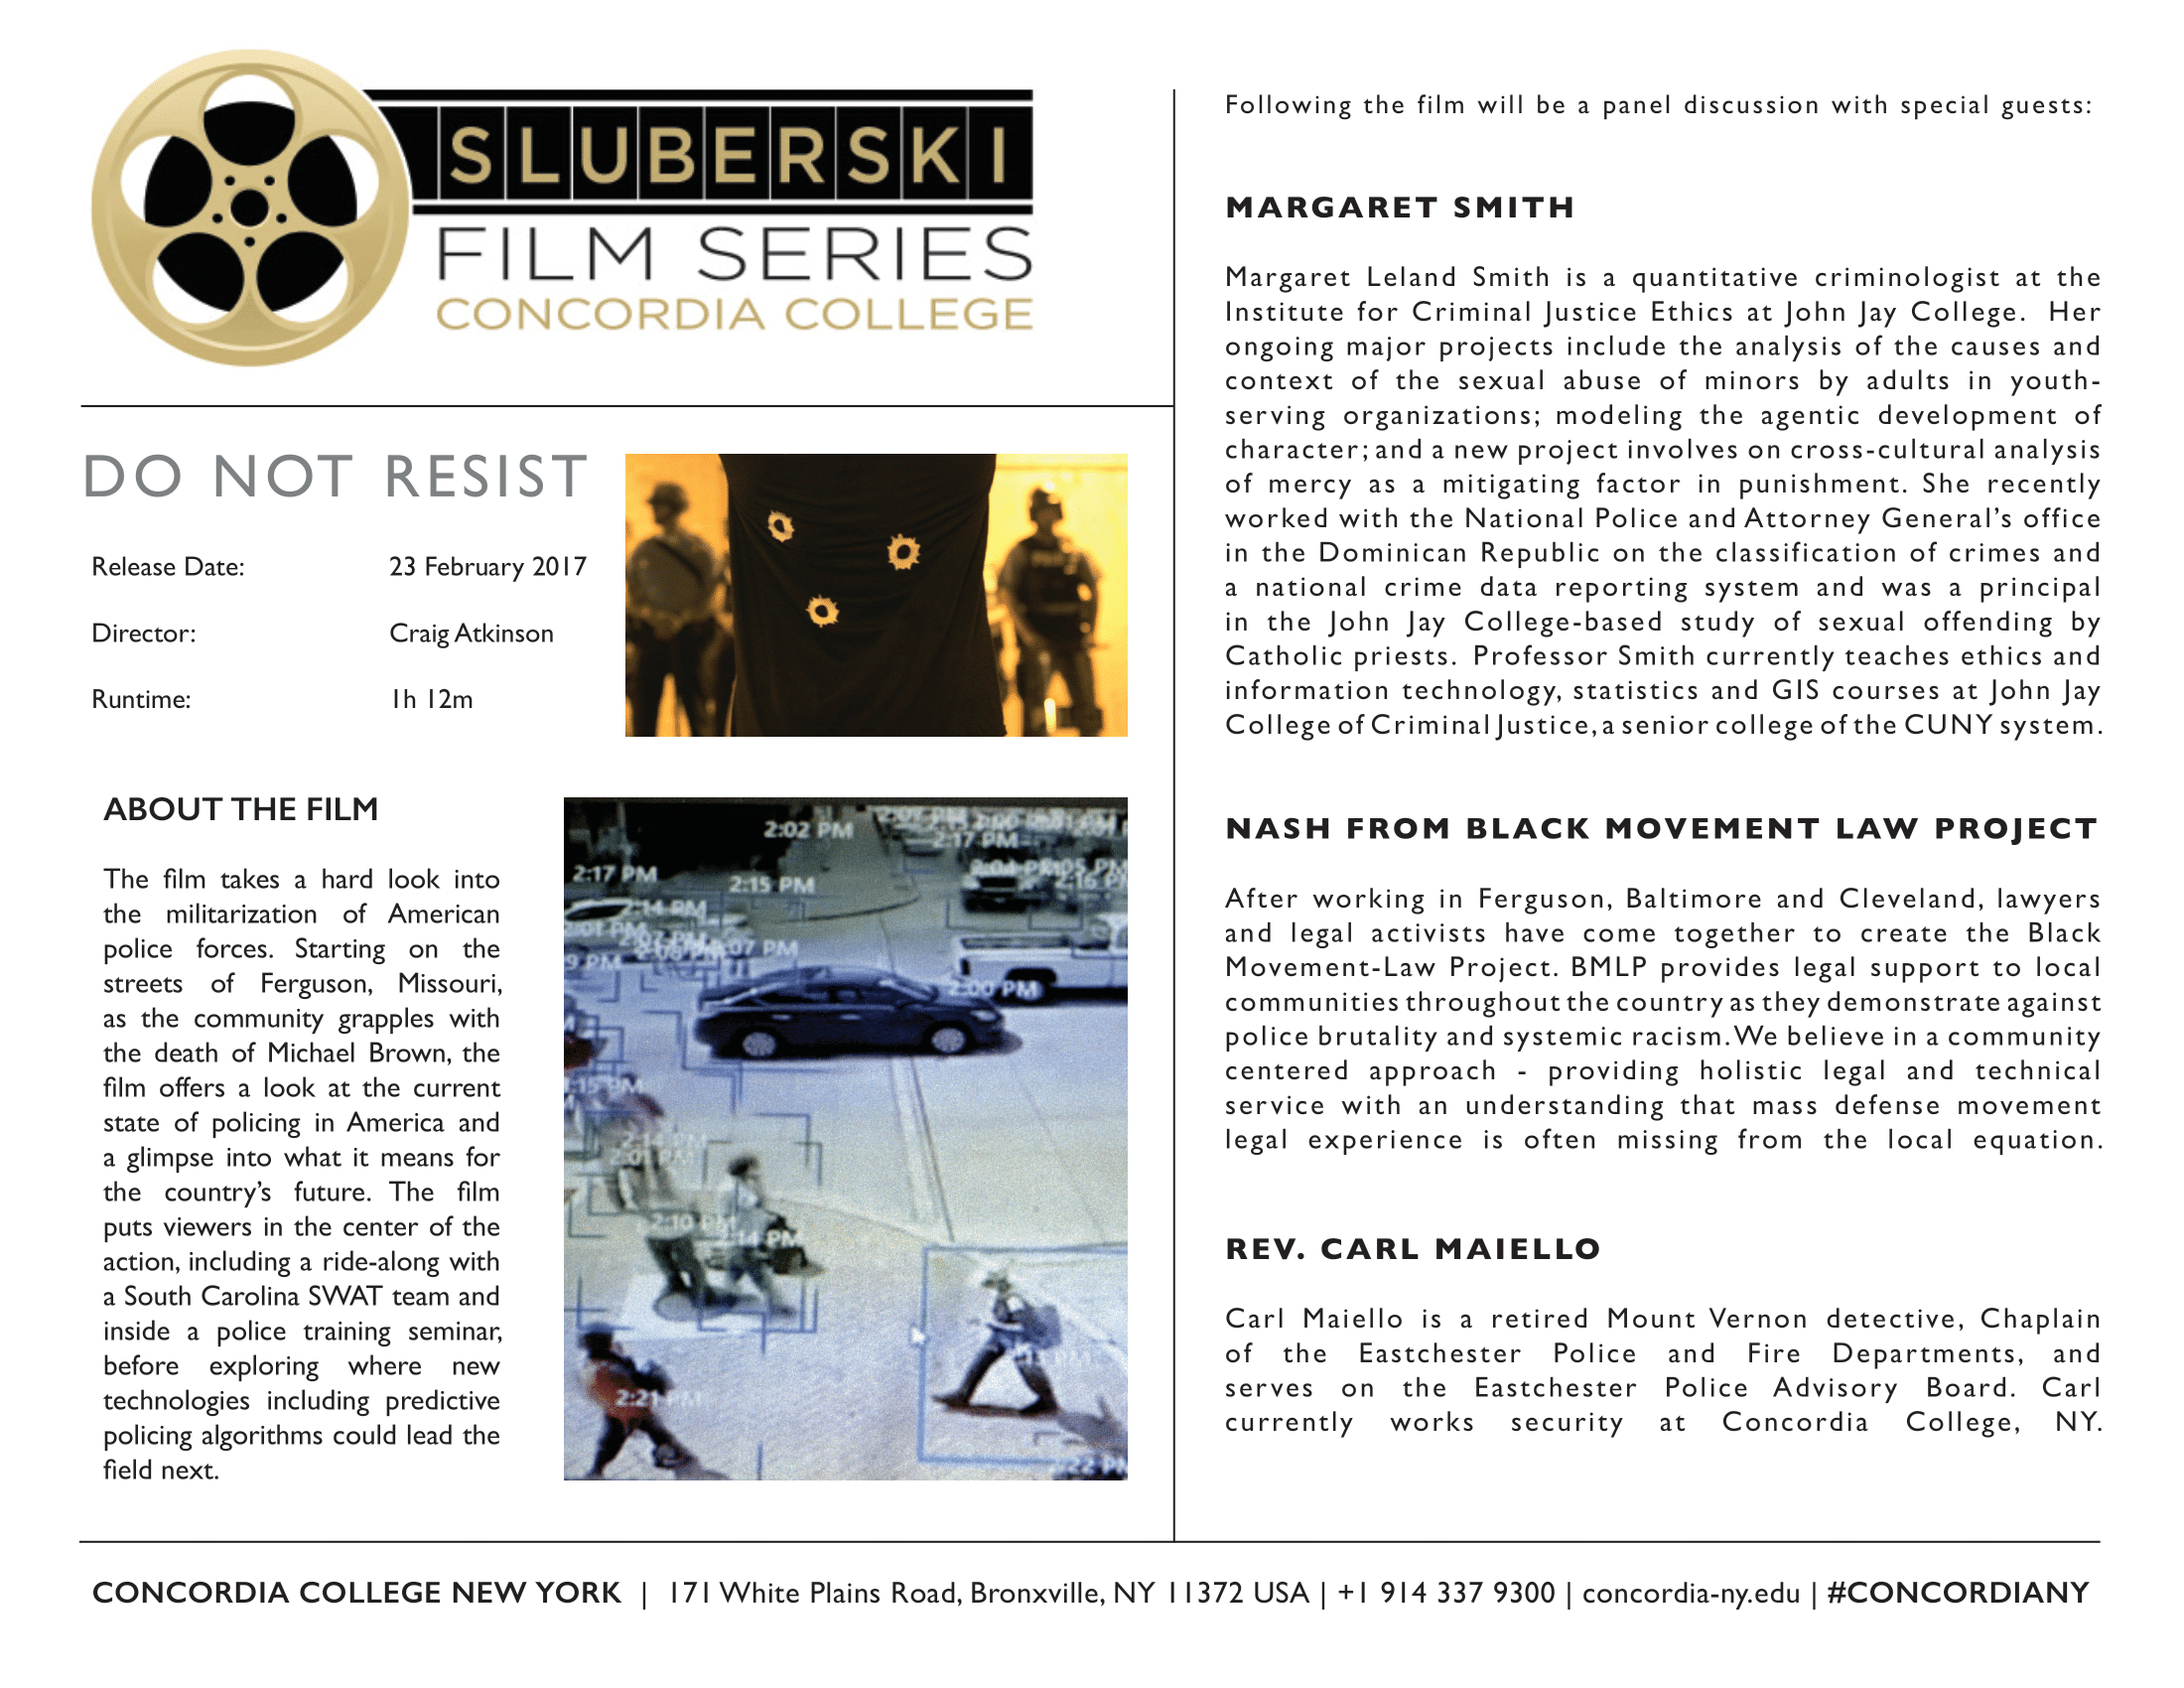 SLUBERSKI
FILM SERIES
CONCORDIA COLLEGE
DO NOT RESIST
Release Date: 23 February 2017
Director: Craig Atkinson
Runtime: 1h 12m
ABOUT THE FILM
The film takes a hard look into
the militarization of American
police forces. Starting on the
streets of Ferguson, Missouri,
as the community grapples with
the death of Michael Brown, the
film offers a look at the current
state of policing in America and
a glimpse into what it means for
the country’s future. The film
puts viewers in the center of the
action, including a ride-along with
a South Carolina SWAT team and
inside a police training seminar,
before exploring where new
technologies including predictive
policing algorithms could lead the
field next.
2:02 PM
2:17 PM
2:17 PM
2:15 PM
2:14 PM
2:07 PM
2:00 PM
2:14 PM
2:01 PM
2:10 PM
2:14 PM
2:21 PM
Following the film will be a panel discussion with special guests:
MARGARET SMITH
Margaret Leland Smith is a quantitative criminologist at the
Institute for Criminal Justice Ethics at John Jay College. Her
ongoing major projects include the analysis of the causes and
context of the sexual abuse of minors by adults in youth-
serving organizations; modeling the agentic development of
character; and a new project involves on cross-cultural analysis
of mercy as a mitigating factor in punishment. She recently
worked with the National Police and Attorney General’s office
in the Dominican Republic on the classification of crimes and
a national crime data reporting system and was a principal
in the John Jay College-based study of sexual offending by
Catholic priests. Professor Smith currently teaches ethics and
information technology, statistics and GIS courses at John Jay
College of Criminal Justice, a senior college of the CUNY system.
NASH FROM BLACK MOVEMENT LAW PROJECT
After working in Ferguson, Baltimore and Cleveland, lawyers
and legal activists have come together to create the Black
Movement-Law Project. BMLP provides legal support to local
communities throughout the country as they demonstrate against
police brutality and systemic racism. We believe in a community
centered approach - providing holistic legal and technical
service with an understanding that mass defense movement
legal experience is often missing from the local equation.
REV. CARL MAIELLO
Carl Maiello is a retired Mount Vernon detective, Chaplain
of the Eastchester Police and Fire Departments, and
serves on the Eastchester Police Advisory Board. Carl
currently works security at Concordia College, NY.
CONCORDIA COLLEGE NEW YORK | 171 White Plains Road, Bronxville, NY 11372 USA | +1 914 337 9300 | concordia-ny.edu | #CONCORDIANY